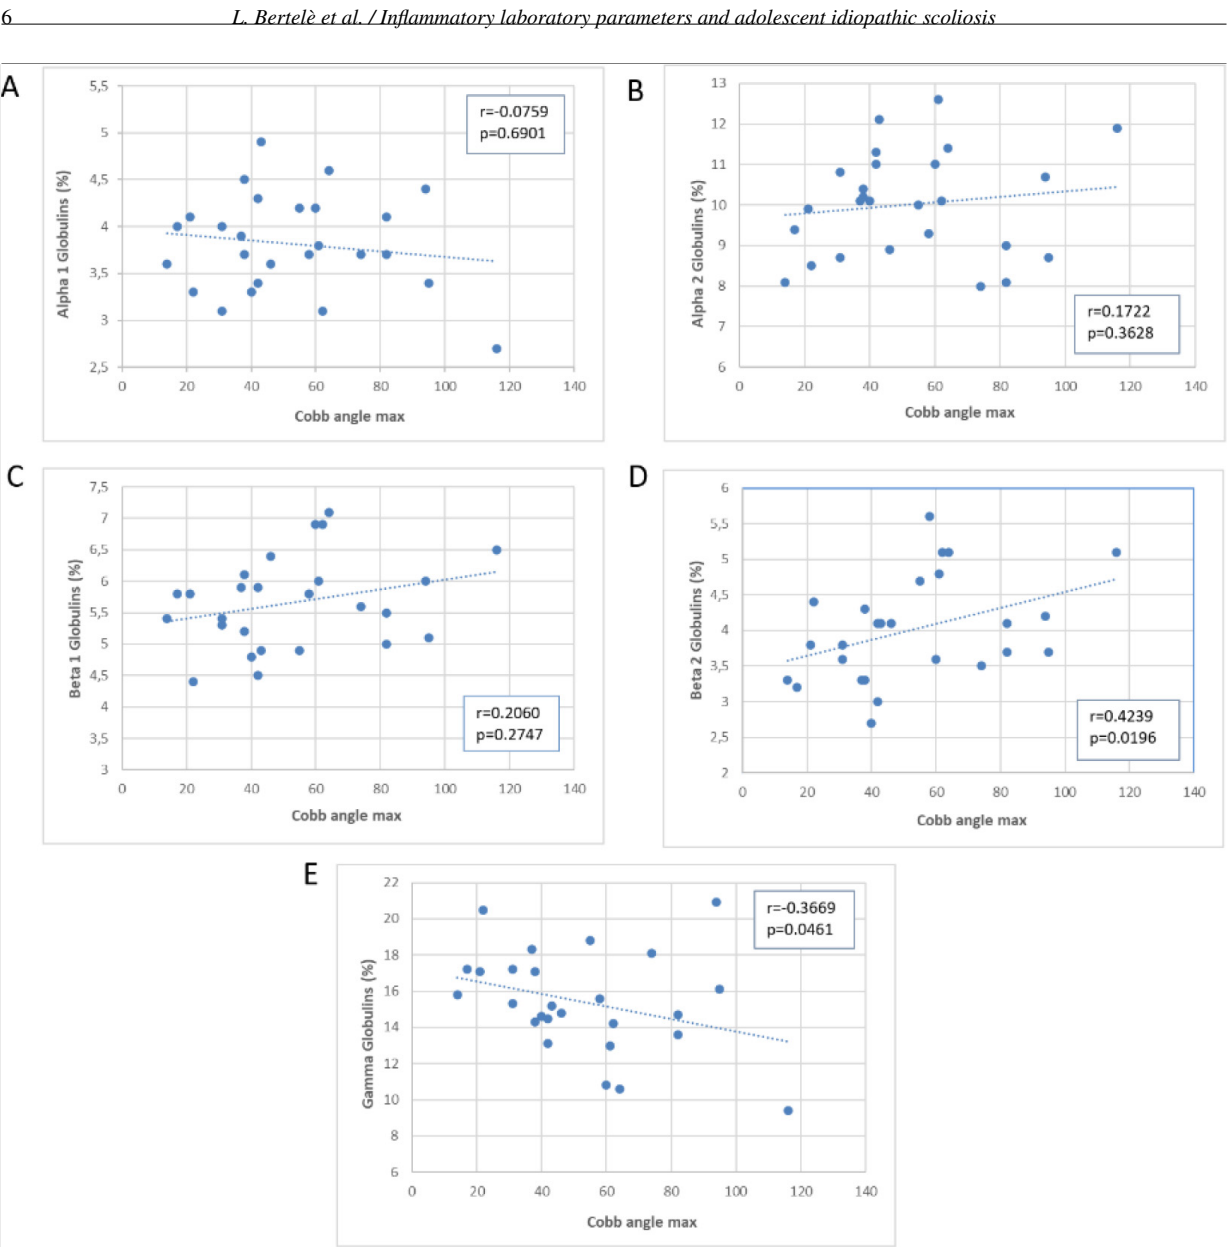 6 L. Bertelè et al. / Inflammatory laboratory parameters and adolescent idiopathic scoliosis
A
5,5
5
4,5
4
3,5
3
2,5
Alpha 1 Globulins (%)
r=-0.0759
p=0.6901
0 20 40 60 80 100 120 140
Cobb angle max
B
13
12
11
10
9
8
7
6
Alpha 2 Globulins (%)
r=0.1722
p=0.3628
0 20 40 60 80 100 120 140
Cobb angle max
C
7,5
7
6,5
6
5,5
5
4,5
4
3,5
3
Beta 1 Globulins (%)
r=0.2060
p=0.2747
0 20 40 60 80 100 120 140
Cobb angle max
D
6
5,5
5
4,5
4
3,5
3
2,5
2
Beta 2 Globulins (%)
r=0.4239
p=0.0196
0 20 40 60 80 100 120 140
Cobb angle max
E
22
20
18
16
14
12
10
8
6
Gamma Globulins (%)
r=-0.3669
p=0.0461
0 20 40 60 80 100 120 140
Cobb angle max